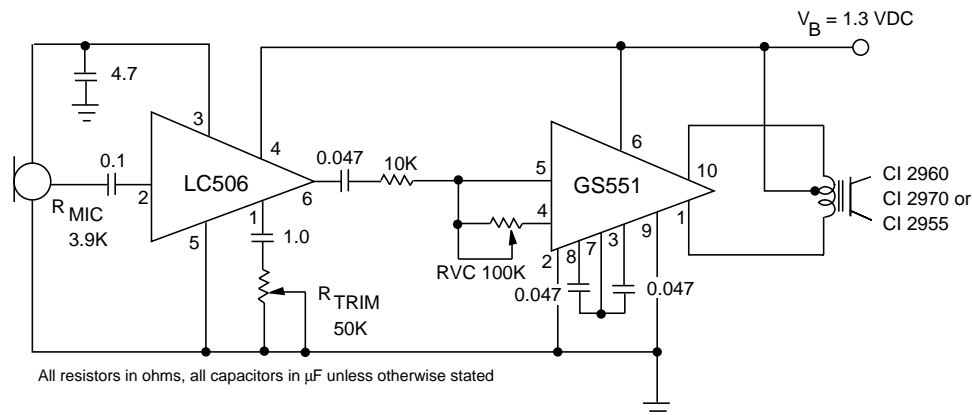 V_B = 1.3 VDC
4.7
3
4
6
0.1
2
LC506
0.047
10K
5
GS551
10
CI 2960
CI 2970 or
CI 2955
R_MIC
3.9K
6
1
5
1.0
4
RVC 100K
2
8
7
3
9
1
0.047
0.047
R_TRIM
50K
All resistors in ohms, all capacitors in µF unless otherwise stated